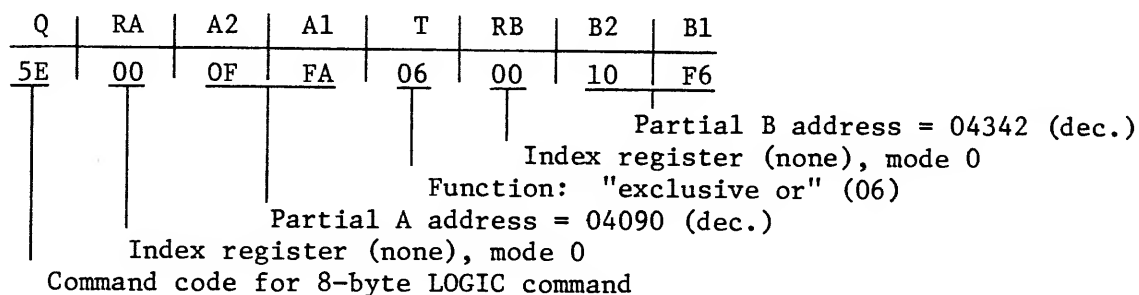 Q RA A2 A1 T RB B2 B1
5E 00 0F FA 06 00 10 F6
Partial B address = 04342 (dec.)
Index register (none), mode 0
Function: "exclusive or" (06)
Partial A address = 04090 (dec.)
Index register (none), mode 0
Command code for 8-byte LOGIC command